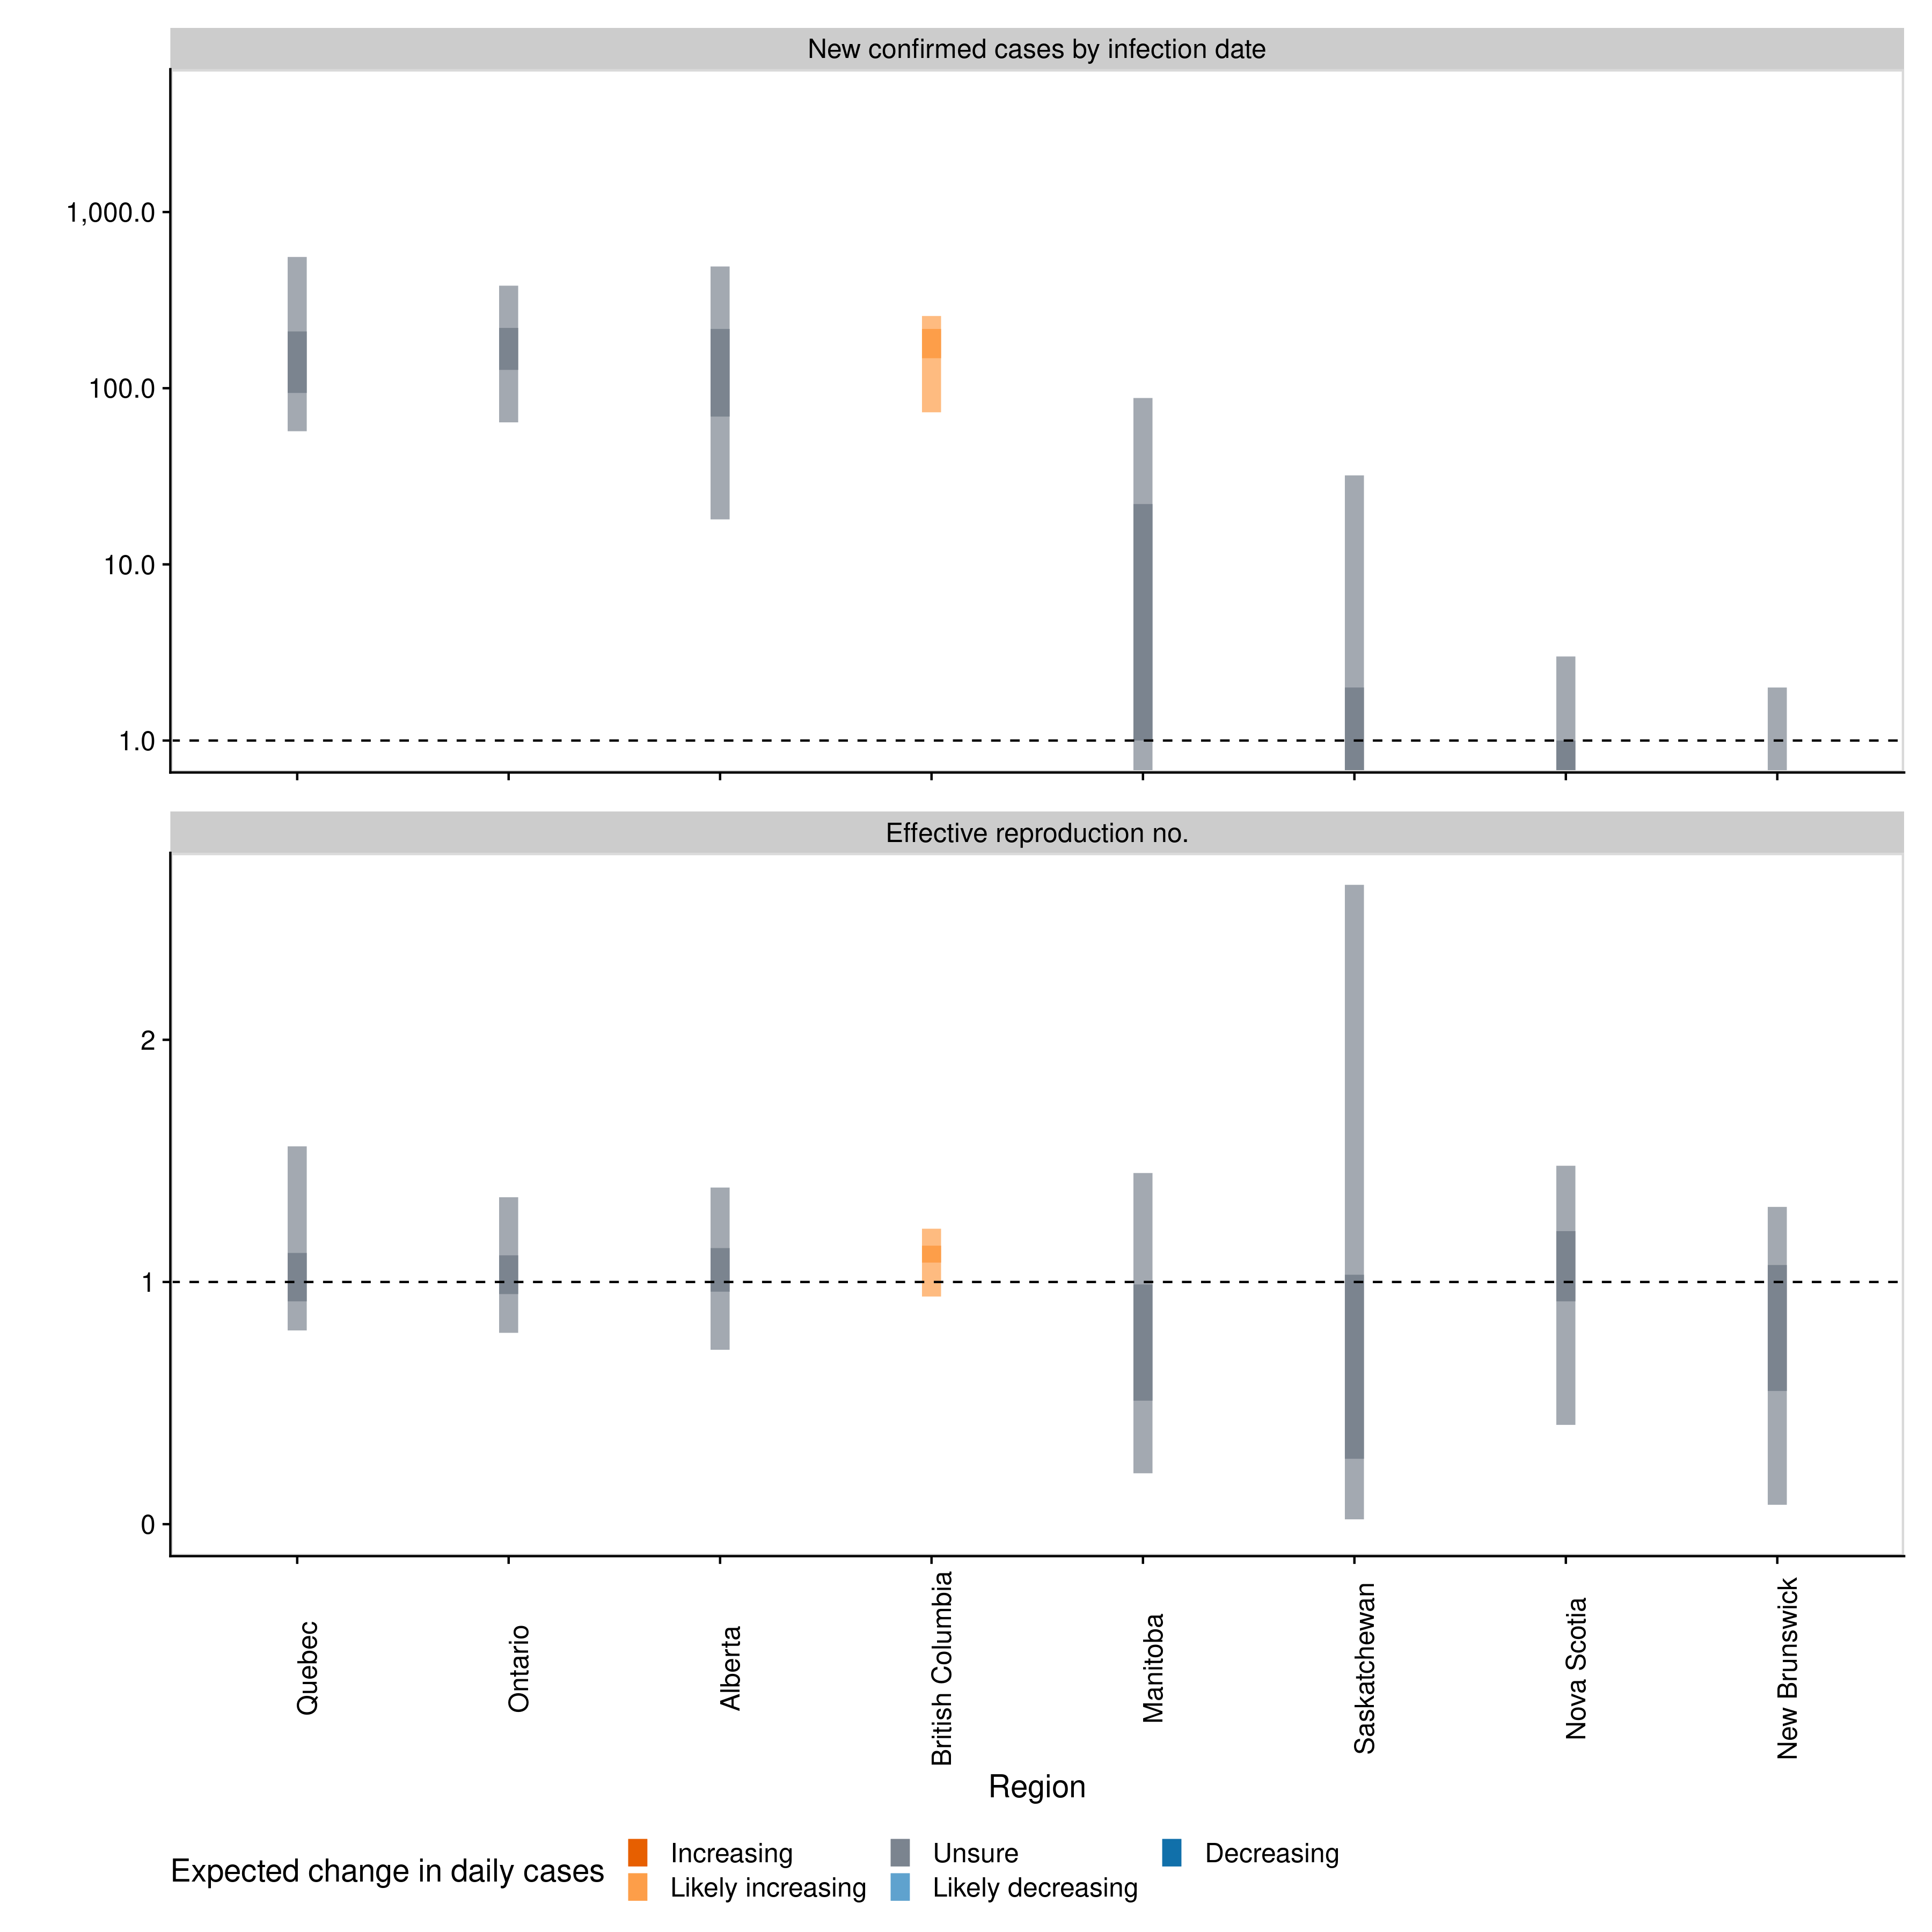 New confirmed cases by infection date
1,000.0
100.0
10.0
1.0
Effective reproduction no.
2
1
0
Quebec
Ontario
Alberta
British Columbia
Manitoba
Saskatchewan
Nova Scotia
New Brunswick
Region
Expected change in daily cases
Increasing
Unsure
Decreasing
Likely increasing
Likely decreasing